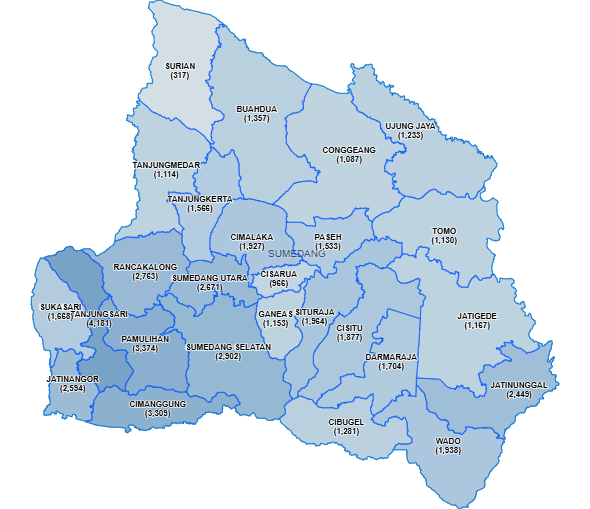 SURIAN
(317)
BUAHDUA
(1,357)
UJUNG JAYA
(1,233)
CONGGEANG
(1,087)
TANJUNGMEDAR
(1,114)
TANJUNGKERTA
(1,566)
CIMALAKA
(1,927)
PASEH
(1,533)
TOMO
(1,130)
SUMEDANG
RANCAKALONG
(2,763)
SUMEDANG UTARA
(2,671)
CISARUA
(966)
SUKASARI
(1,668)
TANJUNGSARI
(4,181)
GANEAS
(1,153)
SITURAJA
(1,964)
CISITU
(1,877)
JATIGEDE
(1,167)
PAMULIHAN
(3,374)
SUMEDANG SELATAN
(2,902)
DARMARAJA
(1,704)
JATINANGOR
(2,594)
JATINUNGGAL
(2,449)
CIMANGGUNG
(3,309)
CIBUGEL
(1,281)
WADO
(1,938)